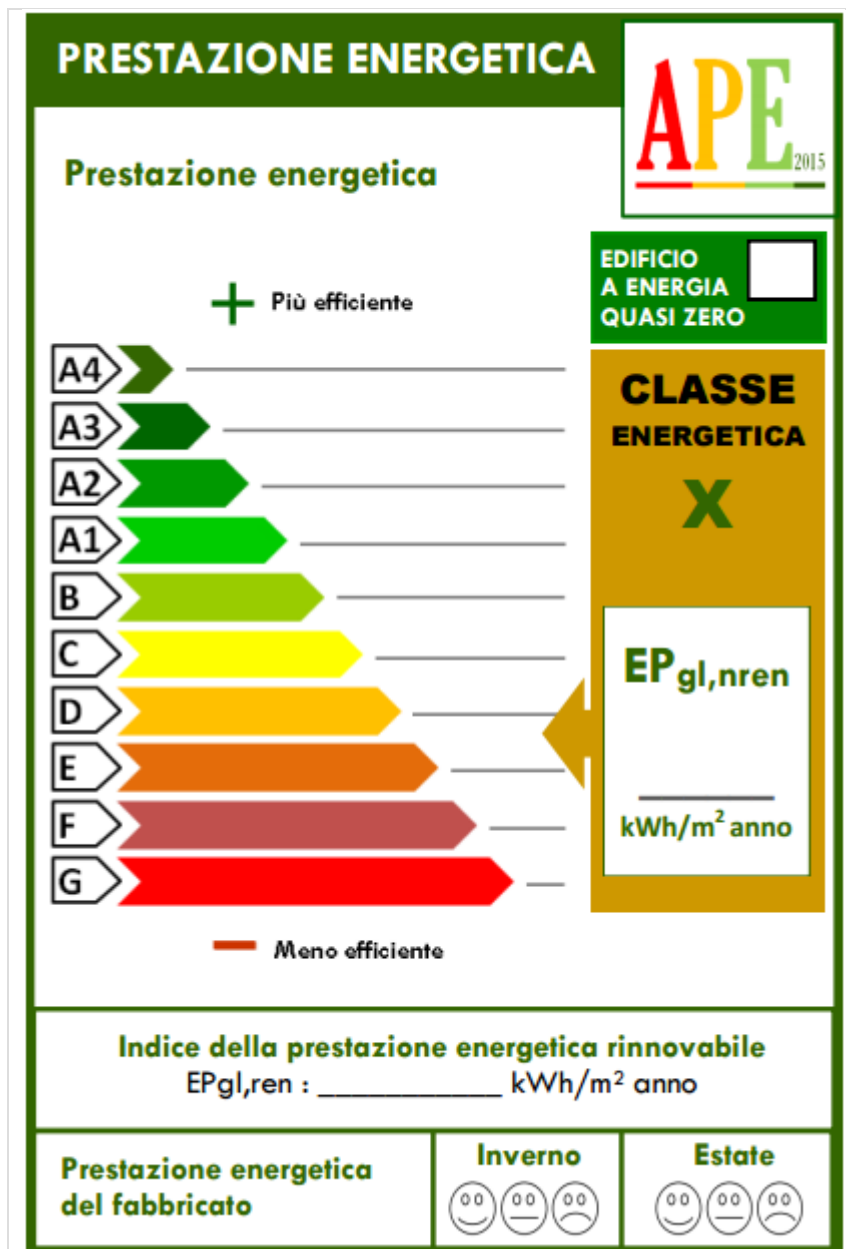 PRESTAZIONE ENERGETICA
APE 2015
Prestazione energetica
EDIFICIO
A ENERGIA
QUASI ZERO
+ Più efficiente
A4
A3
A2
A1
B
C
D
E
F
G
CLASSE
ENERGETICA
X
EPgl,nren
_______
kWh/m² anno
— Meno efficiente
Indice della prestazione energetica rinnovabile
EPgl,ren : ____________ kWh/m² anno
Prestazione energetica
del fabbricato
Inverno
Estate